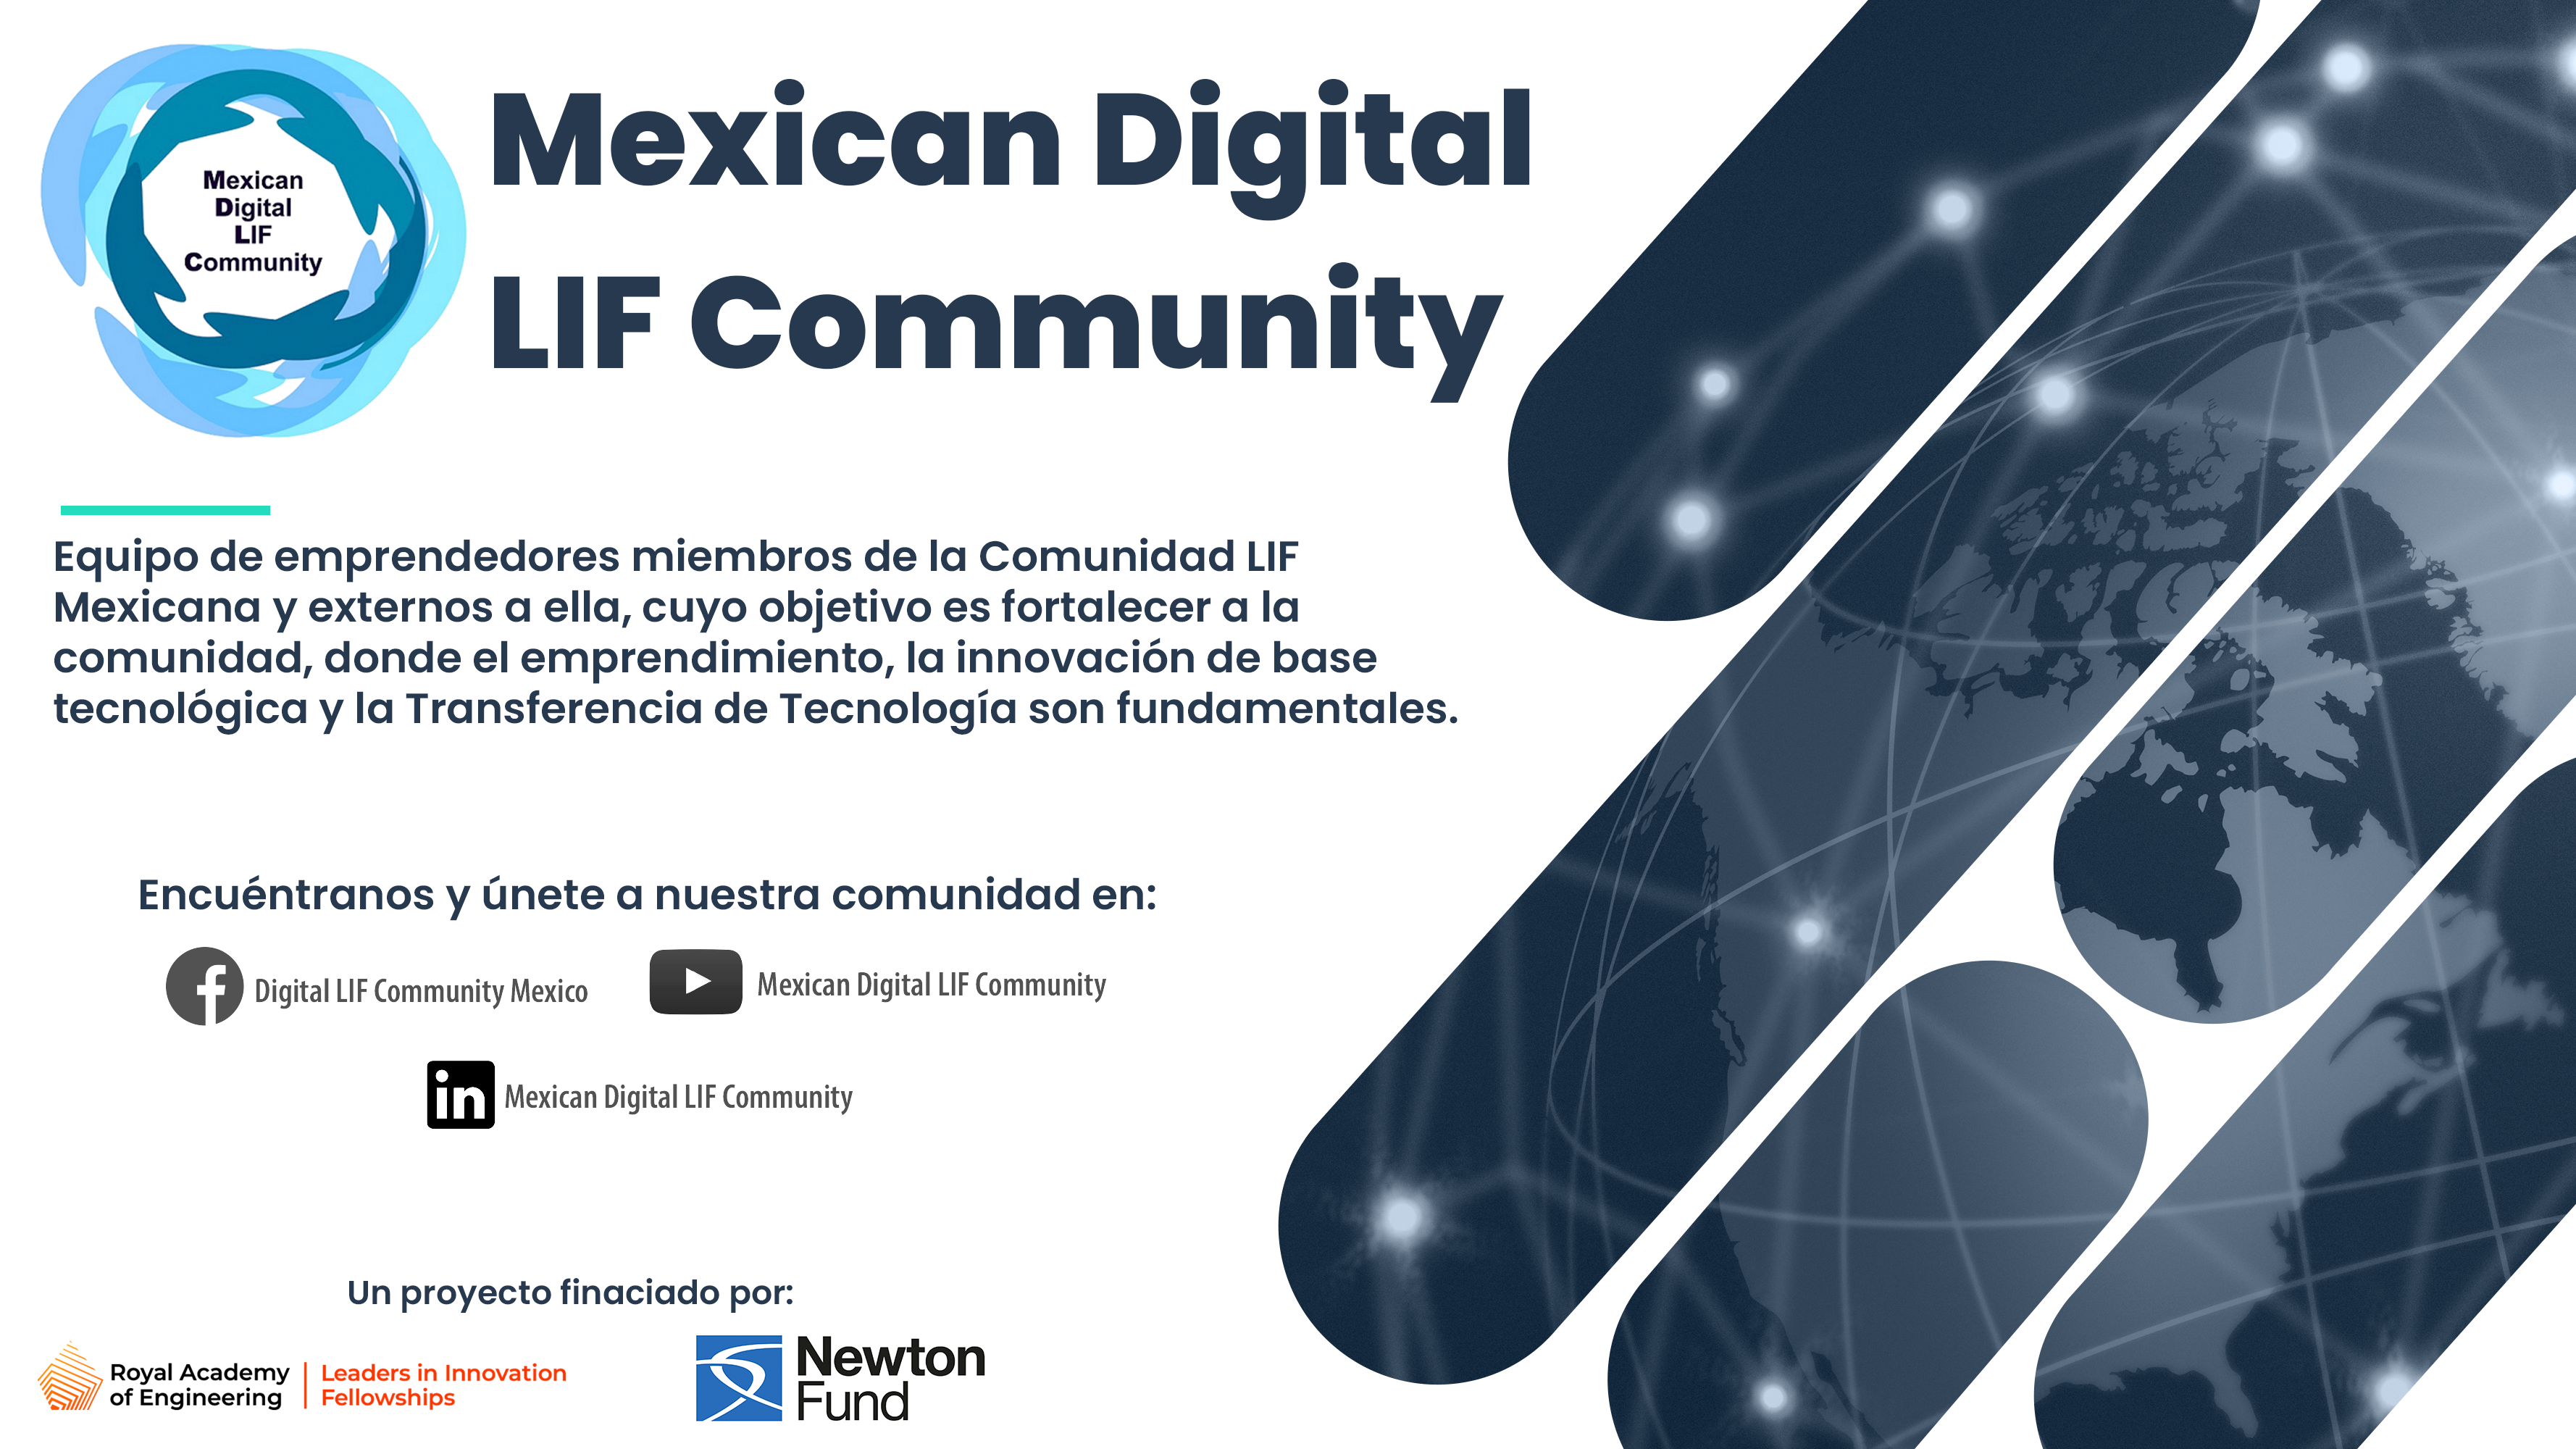 Mexican
Digital
LIF
Community
Mexican Digital
LIF Community
Equipo de emprendedores miembros de la Comunidad LIF
Mexicana y externos a ella, cuyo objetivo es fortalecer a la
comunidad, donde el emprendimiento, la innovación de base
tecnológica y la Transferencia de Tecnología son fundamentales.
Encuéntranos y únete a nuestra comunidad en:
Digital LIF Community Mexico
Mexican Digital LIF Community
in Mexican Digital LIF Community
Un proyecto finaciado por:
Royal Academy
of Engineering
Leaders in Innovation
Fellowships
Newton
Fund